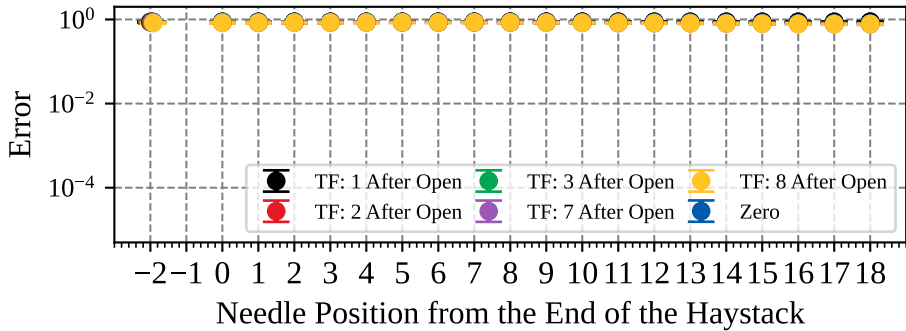 10⁰
10⁻²
10⁻⁴
Error
TF: 1 After Open TF: 3 After Open TF: 8 After Open
TF: 2 After Open TF: 7 After Open Zero
−2 −1 0 1 2 3 4 5 6 7 8 9 10 11 12 13 14 15 16 17 18
Needle Position from the End of the Haystack